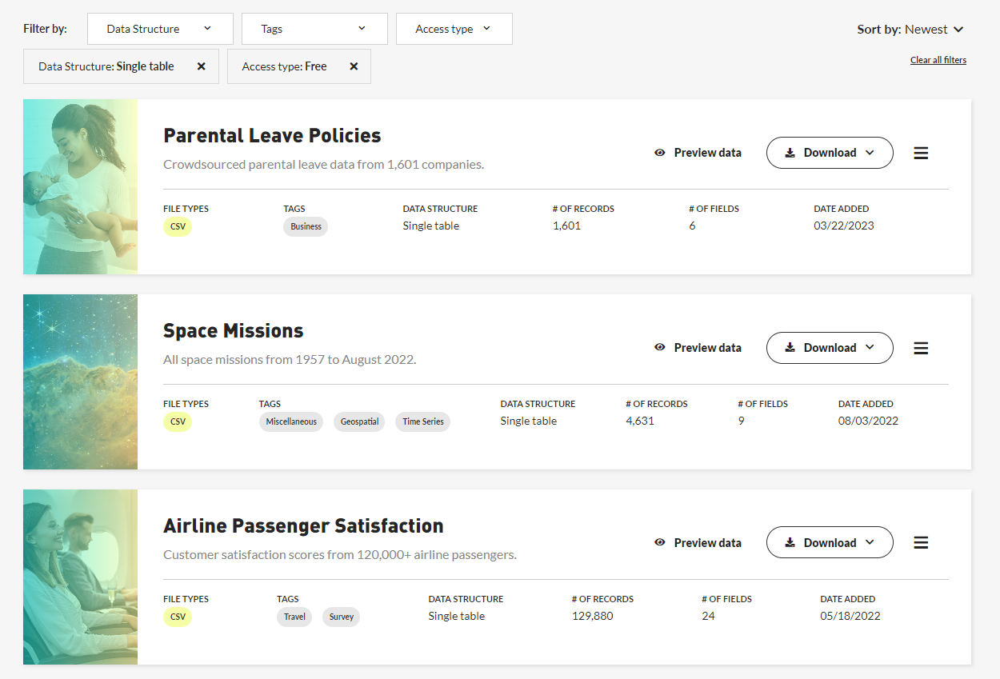 Filter by: Data Structure Tags Access type Sort by: Newest
Data Structure: Single table Access type: Free Clear all filters
Parental Leave Policies
Crowdsourced parental leave data from 1,601 companies.
Preview data Download
FILE TYPES TAGS DATA STRUCTURE # OF RECORDS # OF FIELDS DATE ADDED
CSV Business Single table 1,601 6 03/22/2023
Space Missions
All space missions from 1957 to August 2022.
Preview data Download
FILE TYPES TAGS DATA STRUCTURE # OF RECORDS # OF FIELDS DATE ADDED
CSV Miscellaneous Geospatial Time Series Single table 4,631 9 08/03/2022
Airline Passenger Satisfaction
Customer satisfaction scores from 120,000+ airline passengers.
Preview data Download
FILE TYPES TAGS DATA STRUCTURE # OF RECORDS # OF FIELDS DATE ADDED
CSV Travel Survey Single table 129,880 24 05/18/2022